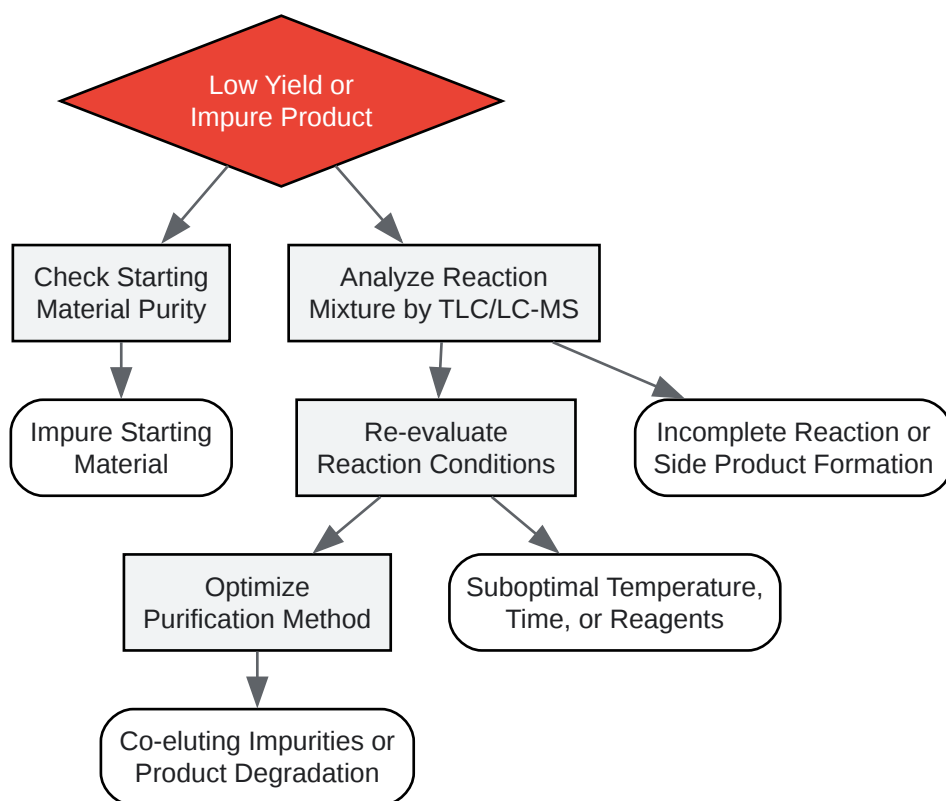 Low Yield or
Impure Product
Check Starting
Material Purity
Analyze Reaction
Mixture by TLC/LC-MS
Impure Starting
Material
Re-evaluate
Reaction Conditions
Incomplete Reaction or
Side Product Formation
Optimize
Purification Method
Suboptimal Temperature,
Time, or Reagents
Co-eluting Impurities or
Product Degradation